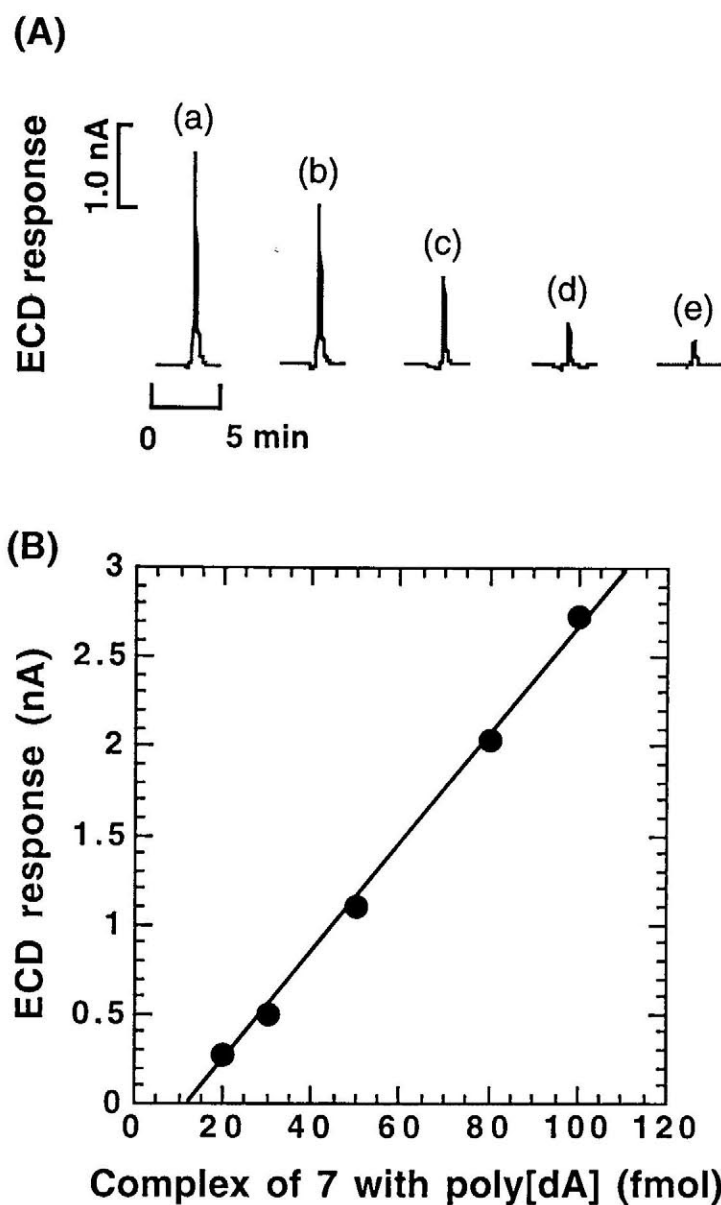 (A)
ECD response
1.0 nA
(a)
(b)
(c)
(d)
(e)
0 5 min
(B)
ECD response (nA)
3
2.5
2
1.5
1
0.5
0
20 40 60 80 100 120
Complex of 7 with poly[dA] (fmol)